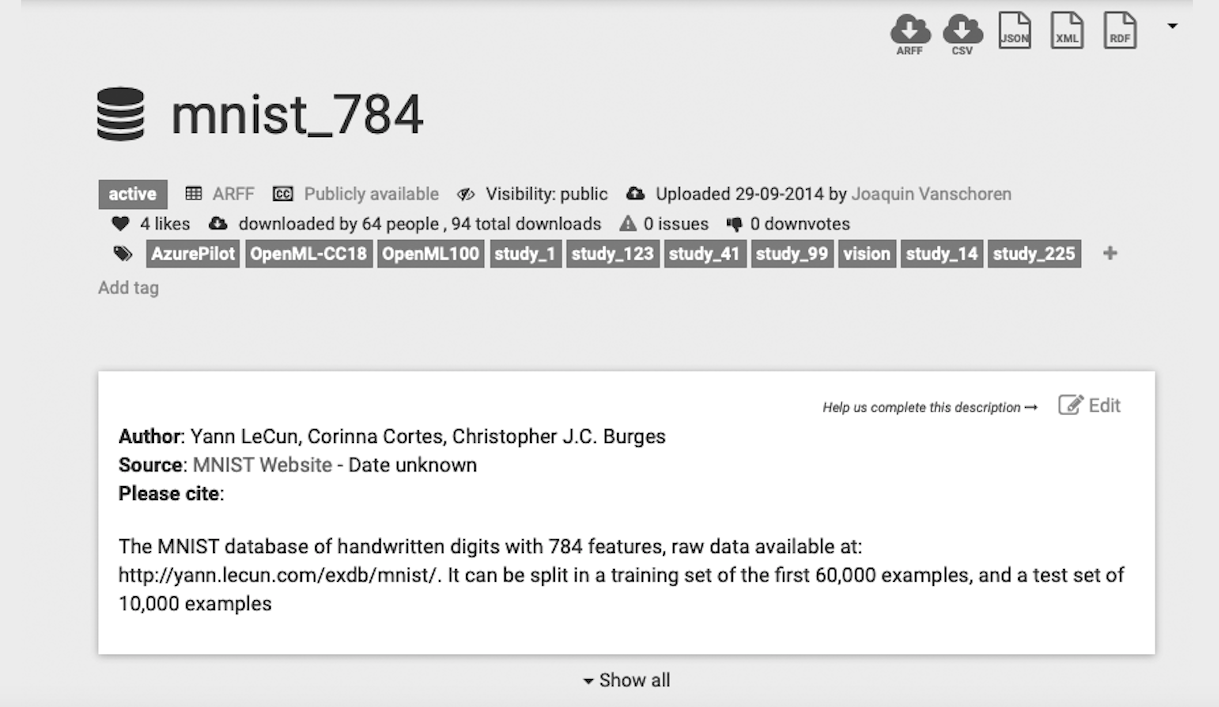 ARFF CSV JSON XML RDF
mnist_784
active ARFF CC Publicly available Visibility: public Uploaded 29-09-2014 by Joaquin Vanschoren
4 likes downloaded by 64 people , 94 total downloads 0 issues 0 downvotes
AzurePilot OpenML-CC18 OpenML100 study_1 study_123 study_41 study_99 vision study_14 study_225 +
Add tag
Help us complete this description → Edit
Author: Yann LeCun, Corinna Cortes, Christopher J.C. Burges
Source: MNIST Website - Date unknown
Please cite:
The MNIST database of handwritten digits with 784 features, raw data available at:
http://yann.lecun.com/exdb/mnist/. It can be split in a training set of the first 60,000 examples, and a test set of
10,000 examples
Show all